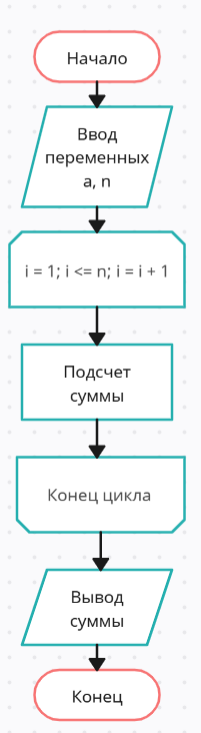 Начало
Ввод
переменных
a, n
i = 1; i <= n; i = i + 1
Подсчет
суммы
Конец цикла
Вывод
суммы
Конец